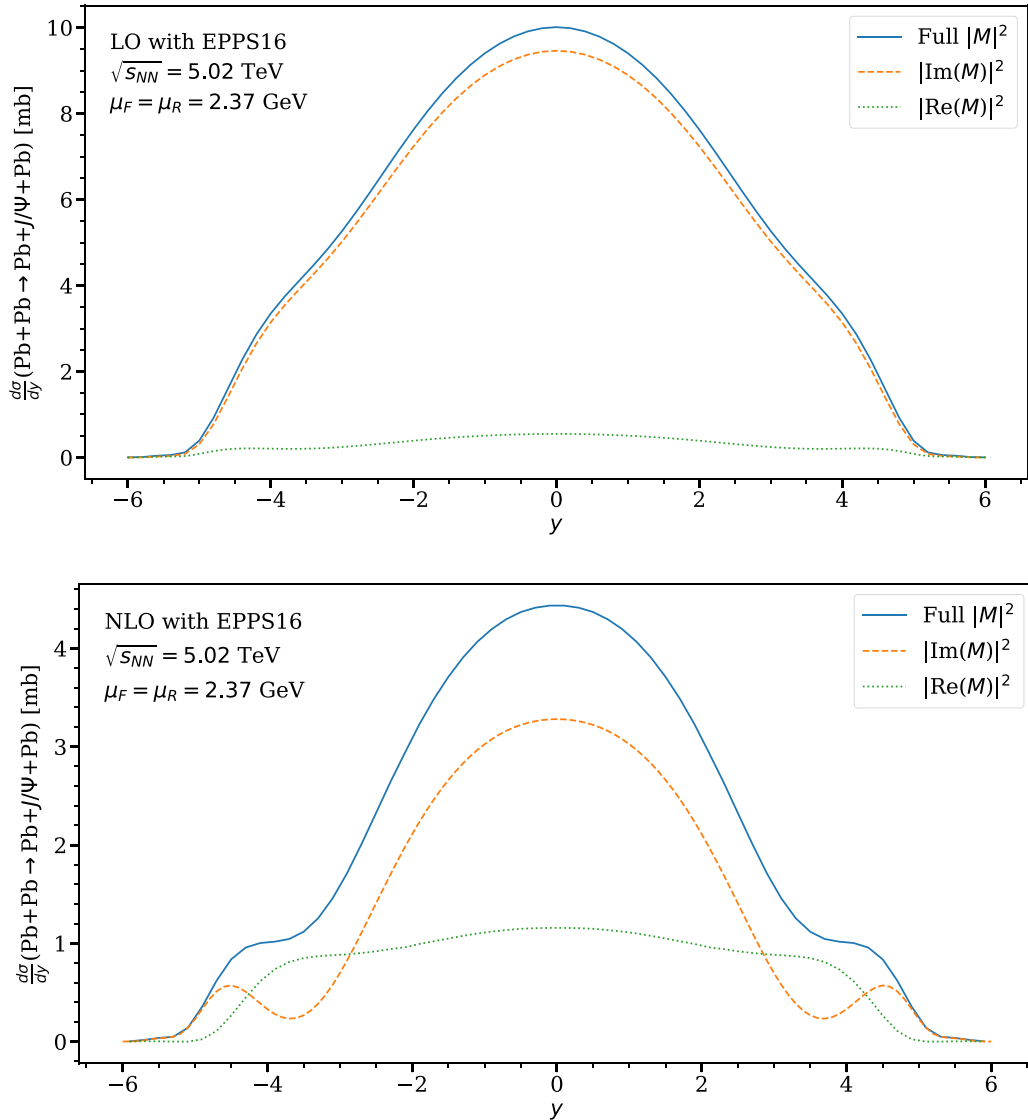 LO with EPPS16
√s_NN = 5.02 TeV
μ_F = μ_R = 2.37 GeV
Full |M|²
|Im(M)|²
|Re(M)|²
dσ/dy(Pb+Pb → Pb+J/Ψ+Pb) [mb]
10
8
6
4
2
0
−6 −4 −2 0 2 4 6
y
NLO with EPPS16
√s_NN = 5.02 TeV
μ_F = μ_R = 2.37 GeV
Full |M|²
|Im(M)|²
|Re(M)|²
dσ/dy(Pb+Pb → Pb+J/Ψ+Pb) [mb]
4
3
2
1
0
−6 −4 −2 0 2 4 6
y